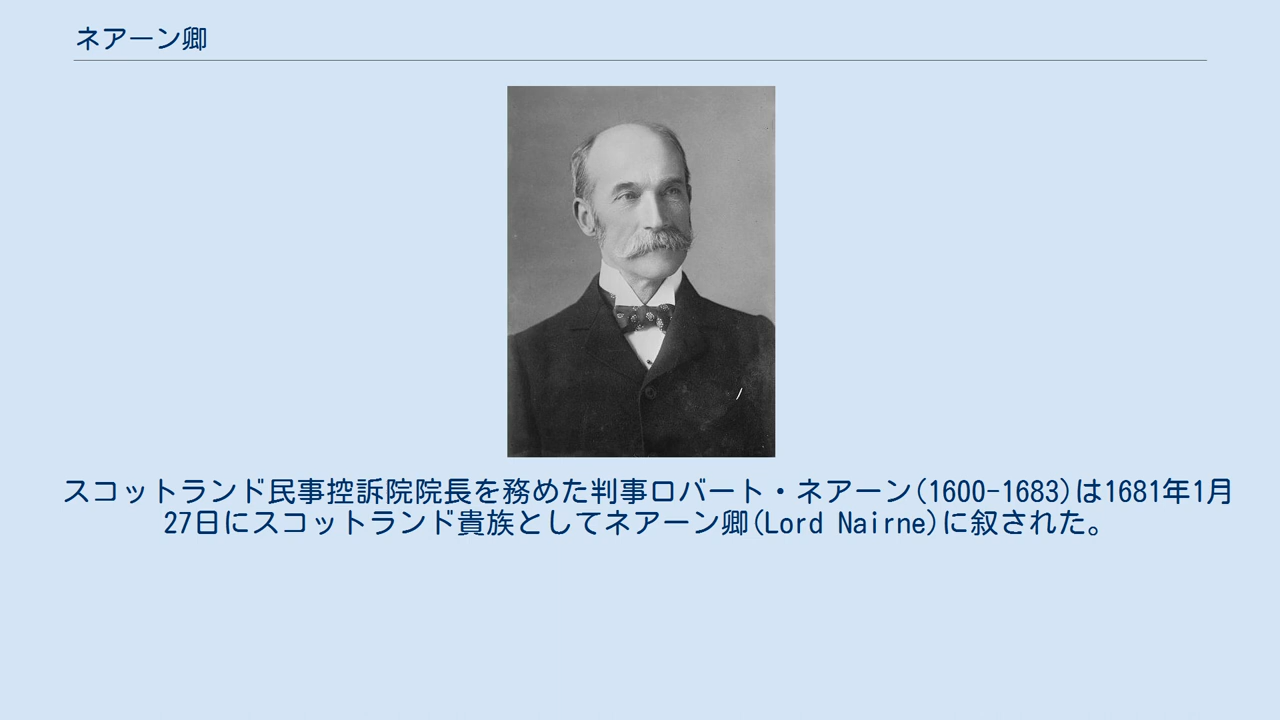 ネアーン卿
スコットランド民事控訴院院長を務めた判事ロバート・ネアーン(1600-1683)は1681年1月
27日にスコットランド貴族としてネアーン卿(Lord Nairne)に叙された。